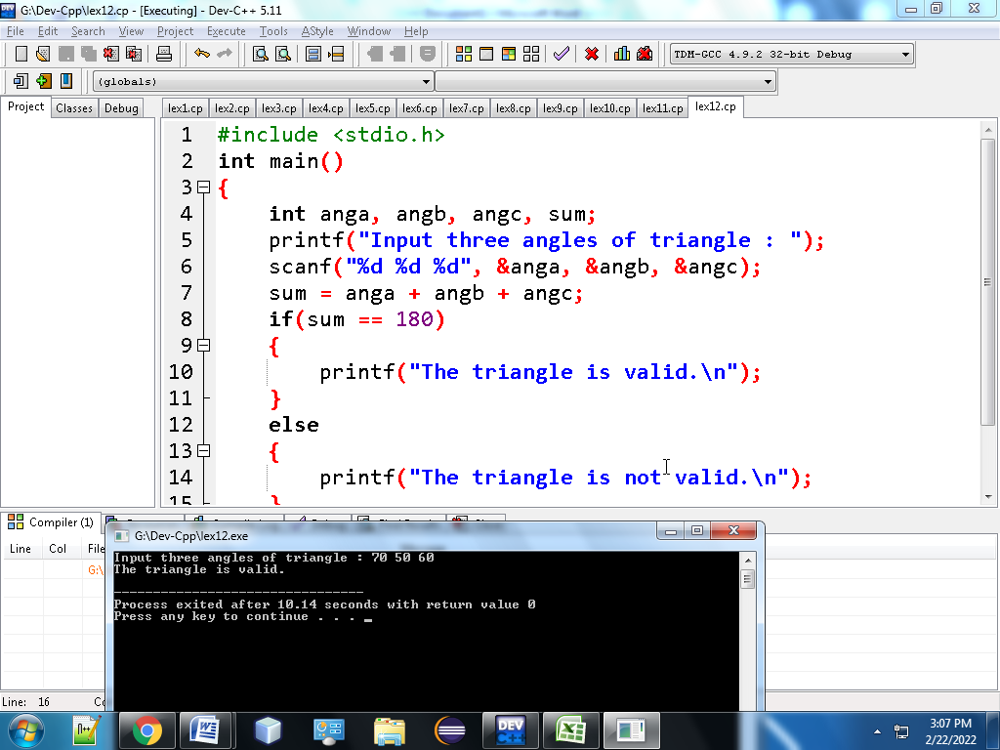 G:\Dev-Cpp\lex12.cp - [Executing] - Dev-C++ 5.11
File Edit Search View Project Execute Tools AStyle Window Help
TDM-GCC 4.9.2 32-bit Debug
(globals)
Project Classes Debug
lex1.cp lex2.cp lex3.cp lex4.cp lex5.cp lex6.cp lex7.cp lex8.cp lex9.cp lex10.cp lex11.cp lex12.cp
1 #include <stdio.h>
2 int main()
3 {
4 int anga, angb, angc, sum;
5 printf("Input three angles of triangle : ");
6 scanf("%d %d %d", &anga, &angb, &angc);
7 sum = anga + angb + angc;
8 if(sum == 180)
9 {
10 printf("The triangle is valid.\n");
11 }
12 else
13 {
14 printf("The triangle is not valid.\n");
15 }
Compiler (1)
Line Col File
G:\
G:\Dev-Cpp\lex12.exe
Input three angles of triangle : 70 50 60
The triangle is valid.
--------------------------------
Process exited after 10.14 seconds with return value 0
Press any key to continue . . .
Line: 16
DEV C++
3:07 PM
2/22/2022